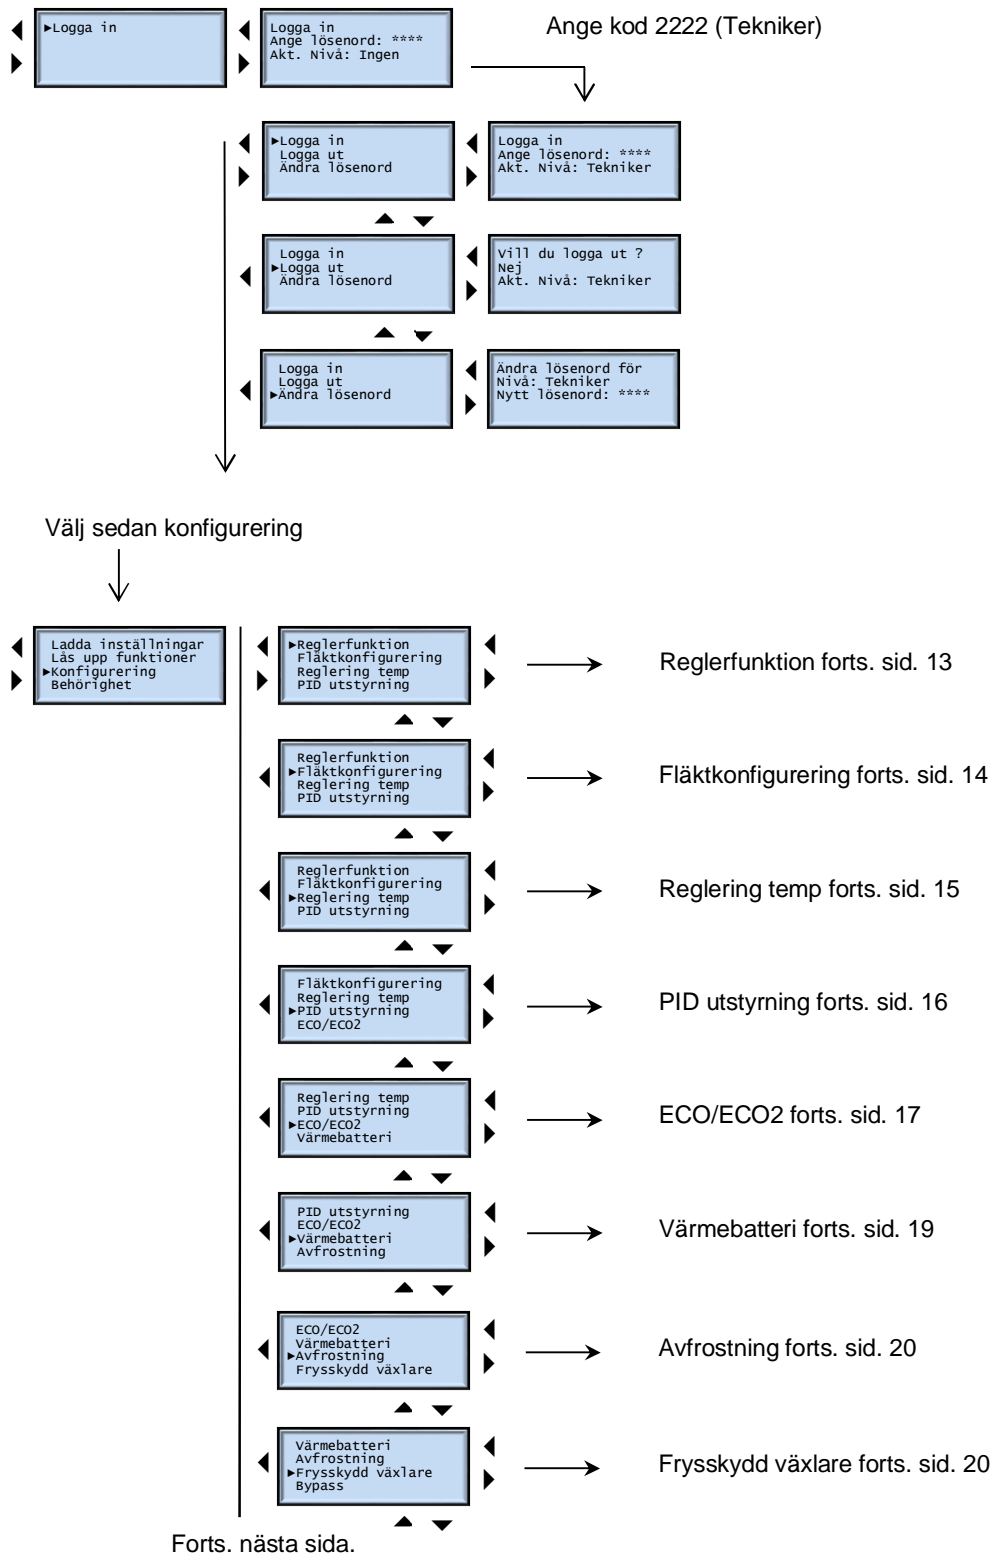 ►Logga in
Logga in
Ange lösenord: ****
Akt. Nivå: Ingen
Ange kod 2222 (Tekniker)
►Logga in
Logga ut
Ändra lösenord
Logga in
Ange lösenord: ****
Akt. Nivå: Tekniker
Logga in
►Logga ut
Ändra lösenord
Vill du logga ut ?
Nej
Akt. Nivå: Tekniker
Logga in
Logga ut
►Ändra lösenord
Ändra lösenord för
Nivå: Tekniker
Nytt lösenord: ****
Välj sedan konfigurering
Ladda inställningar
Lås upp funktioner
►Konfigurering
Behörighet
►Reglerfunktion
Fläktkonfigurering
Reglering temp
PID utstyrning
Reglerfunktion forts. sid. 13
Reglerfunktion
►Fläktkonfigurering
Reglering temp
PID utstyrning
Fläktkonfigurering forts. sid. 14
Reglerfunktion
Fläktkonfigurering
►Reglering temp
PID utstyrning
Reglering temp forts. sid. 15
Fläktkonfigurering
Reglering temp
►PID utstyrning
ECO/ECO2
PID utstyrning forts. sid. 16
Reglering temp
PID utstyrning
►ECO/ECO2
Värmebatteri
ECO/ECO2 forts. sid. 17
PID utstyrning
ECO/ECO2
►Värmebatteri
Avfrostning
Värmebatteri forts. sid. 19
ECO/ECO2
Värmebatteri
►Avfrostning
Frysskydd växlare
Avfrostning forts. sid. 20
Värmebatteri
Avfrostning
►Frysskydd växlare
Bypass
Frysskydd växlare forts. sid. 20
Forts. nästa sida.